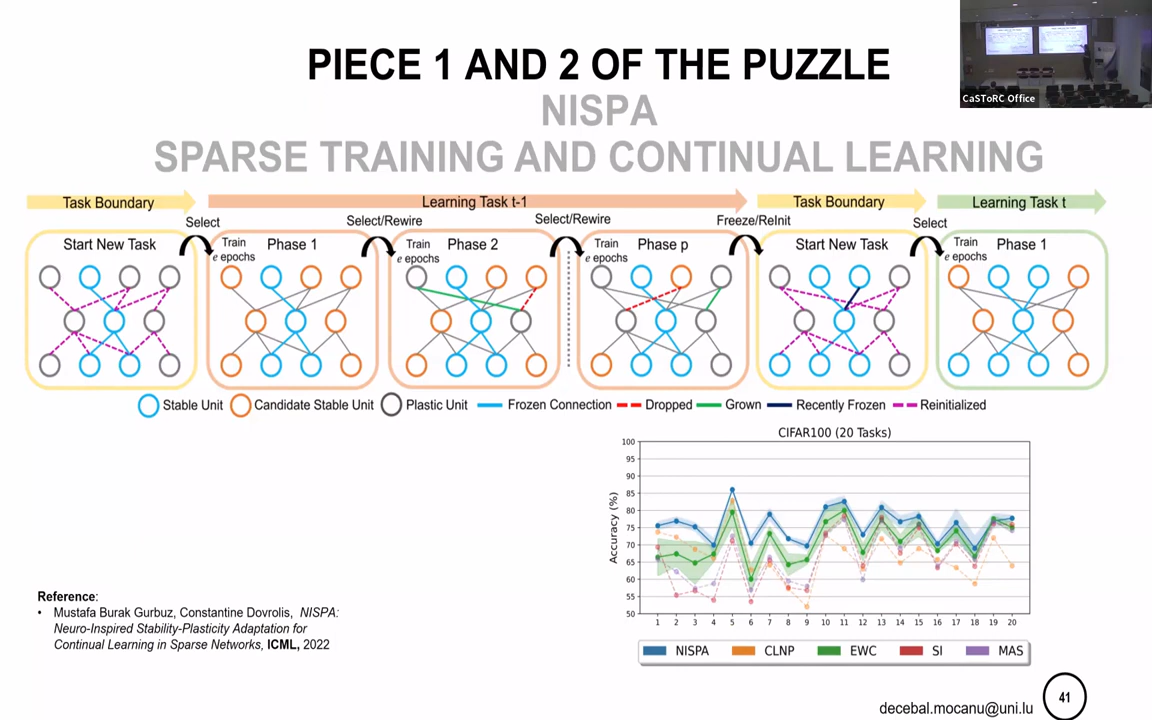 PIECE 1 AND 2 OF THE PUZZLE
NISPA
SPARSE TRAINING AND CONTINUAL LEARNING
CaSToRC Office
Task Boundary
Learning Task t-1
Task Boundary
Learning Task t
Select
Select/Rewire
Select/Rewire
Freeze/ReInit
Select
Start New Task
Train e epochs
Phase 1
Train e epochs
Phase 2
Train e epochs
Phase p
Start New Task
Train e epochs
Phase 1
Stable Unit
Candidate Stable Unit
Plastic Unit
Frozen Connection
Dropped
Grown
Recently Frozen
Reinitialized
CIFAR100 (20 Tasks)
Accuracy (%)
100
95
90
85
80
75
70
65
60
55
50
1 2 3 4 5 6 7 8 9 10 11 12 13 14 15 16 17 18 19 20
NISPA CLNP EWC SI MAS
Reference:
• Mustafa Burak Gurbuz, Constantine Dovrolis, NISPA:
Neuro-Inspired Stability-Plasticity Adaptation for
Continual Learning in Sparse Networks, ICML, 2022
decebal.mocanu@uni.lu
41